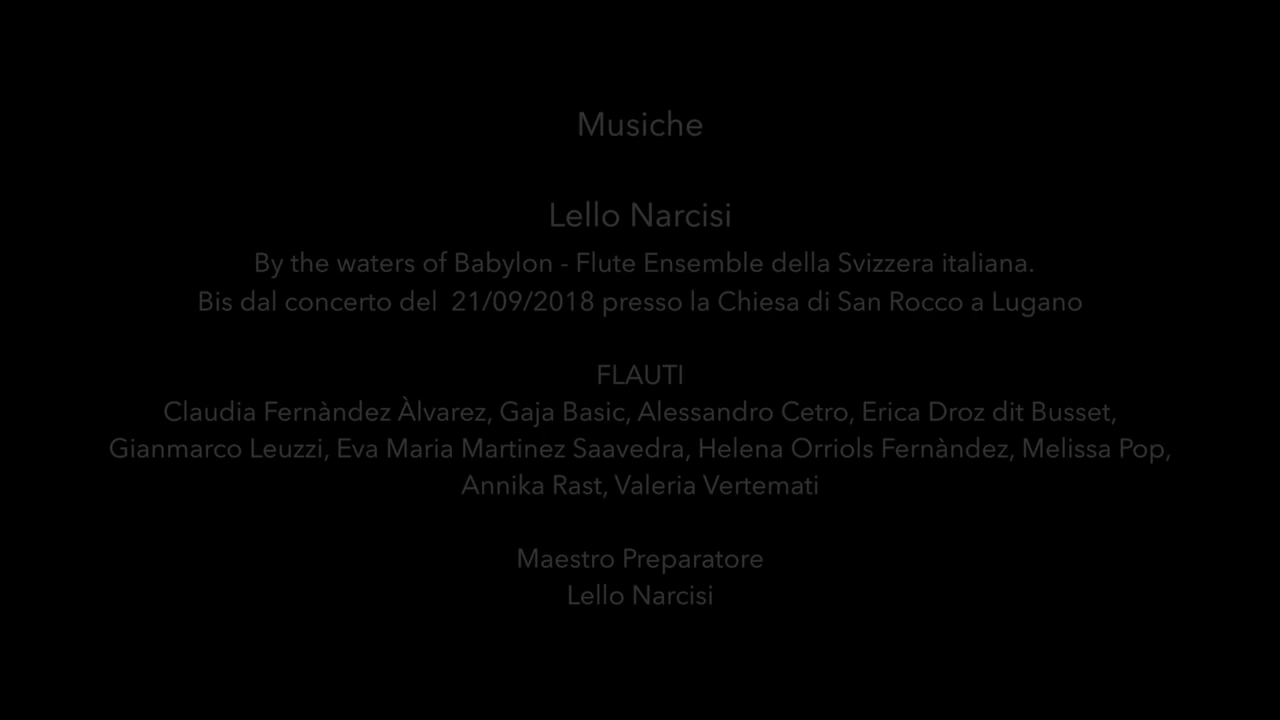 Musiche
Lello Narcisi
By the waters of Babylon - Flute Ensemble della Svizzera italiana.
Bis dal concerto del  21/09/2018 presso la Chiesa di San Rocco a Lugano
FLAUTI
Claudia Fernàndez Àlvarez, Gaja Basic, Alessandro Cetro, Erica Droz dit Busset,
Gianmarco Leuzzi, Eva Maria Martinez Saavedra, Helena Orriols Fernàndez, Melissa Pop,
Annika Rast, Valeria Vertemati
Maestro Preparatore
Lello Narcisi